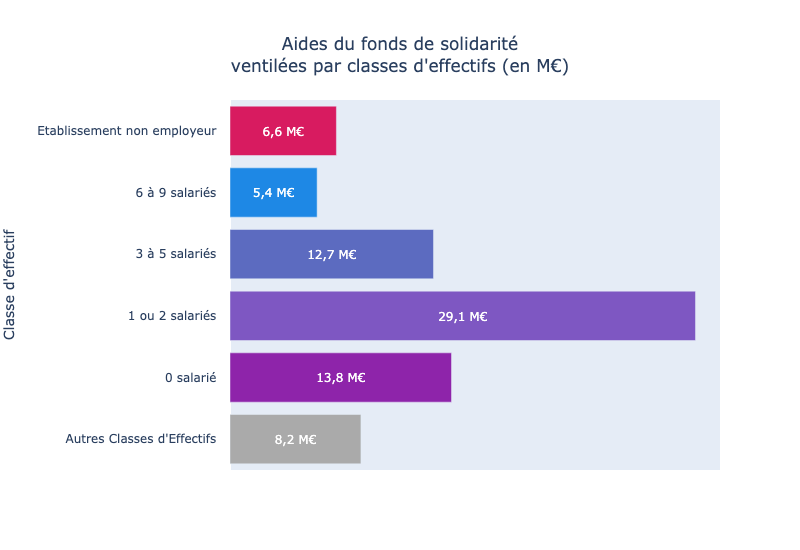 Aides du fonds de solidarité
ventilées par classes d'effectifs (en M€)
Classe d'effectif
Etablissement non employeur
6,6 M€
6 à 9 salariés
5,4 M€
3 à 5 salariés
12,7 M€
1 ou 2 salariés
29,1 M€
0 salarié
13,8 M€
Autres Classes d'Effectifs
8,2 M€